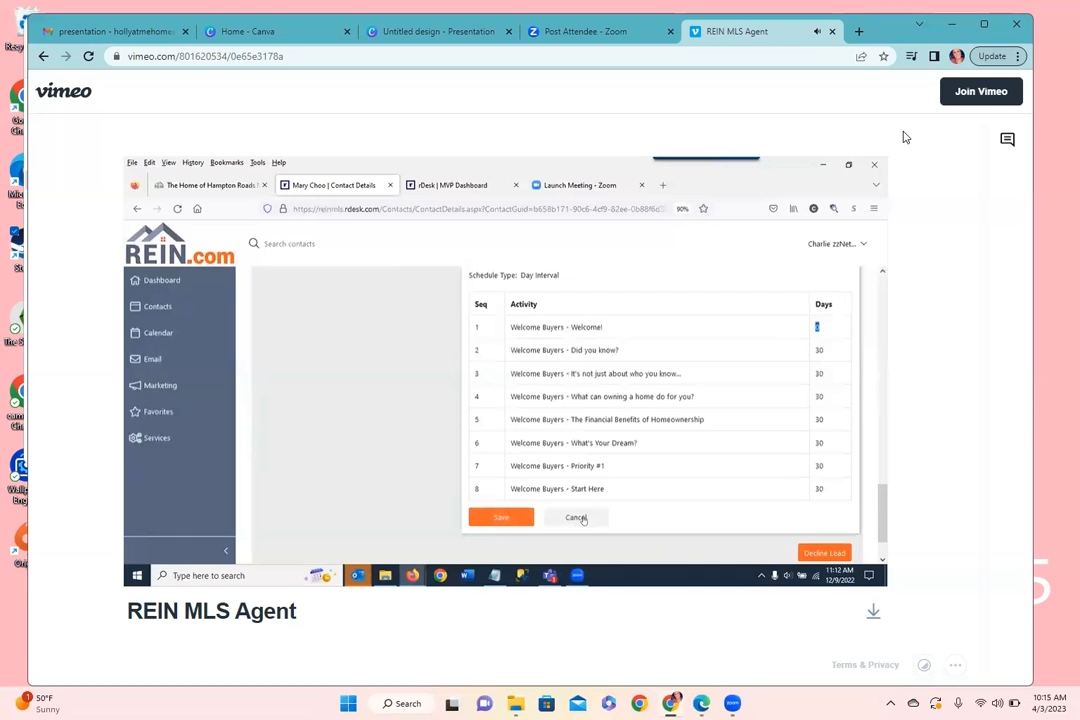 presentation - hollyatmehome
Home - Canva
Untitled design - Presentation
Post Attendee - Zoom
REIN MLS Agent
vimeo.com/801620534/0e65e3178a
Update
vimeo
Join Vimeo
File Edit View History Bookmarks Tools Help
The Home of Hampton Roads
Mary Choo | Contact Details
rDesk | MVP Dashboard
Launch Meeting - Zoom
90%
REIN.com
Search contacts
Charlie zzNet...
Dashboard
Contacts
Calendar
Email
Marketing
Favorites
Services
Schedule Type: Day Interval
Seq Activity Days
1 Welcome Buyers - Welcome! 0
2 Welcome Buyers - Did you know? 30
3 Welcome Buyers - It's not just about who you know... 30
4 Welcome Buyers - What can owning a home do for you? 30
5 Welcome Buyers - The Financial Benefits of Homeownership 30
6 Welcome Buyers - What's Your Dream? 30
7 Welcome Buyers - Priority #1 30
8 Welcome Buyers - Start Here 30
Save Cancel
Decline Lead
Type here to search
11:12 AM
12/9/2022
REIN MLS Agent
Terms & Privacy
50°F
Sunny
Search
10:15 AM
4/3/2023